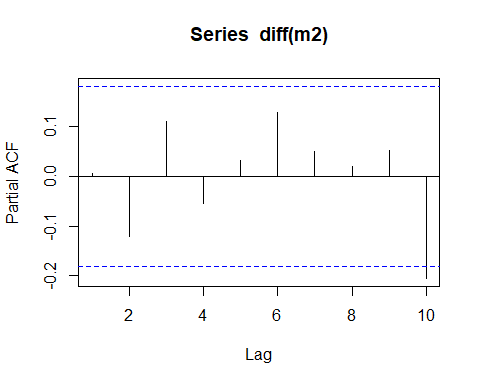 Series diff(m2)
Partial ACF
0.1
0.0
-0.1
-0.2
2 4 6 8 10
Lag